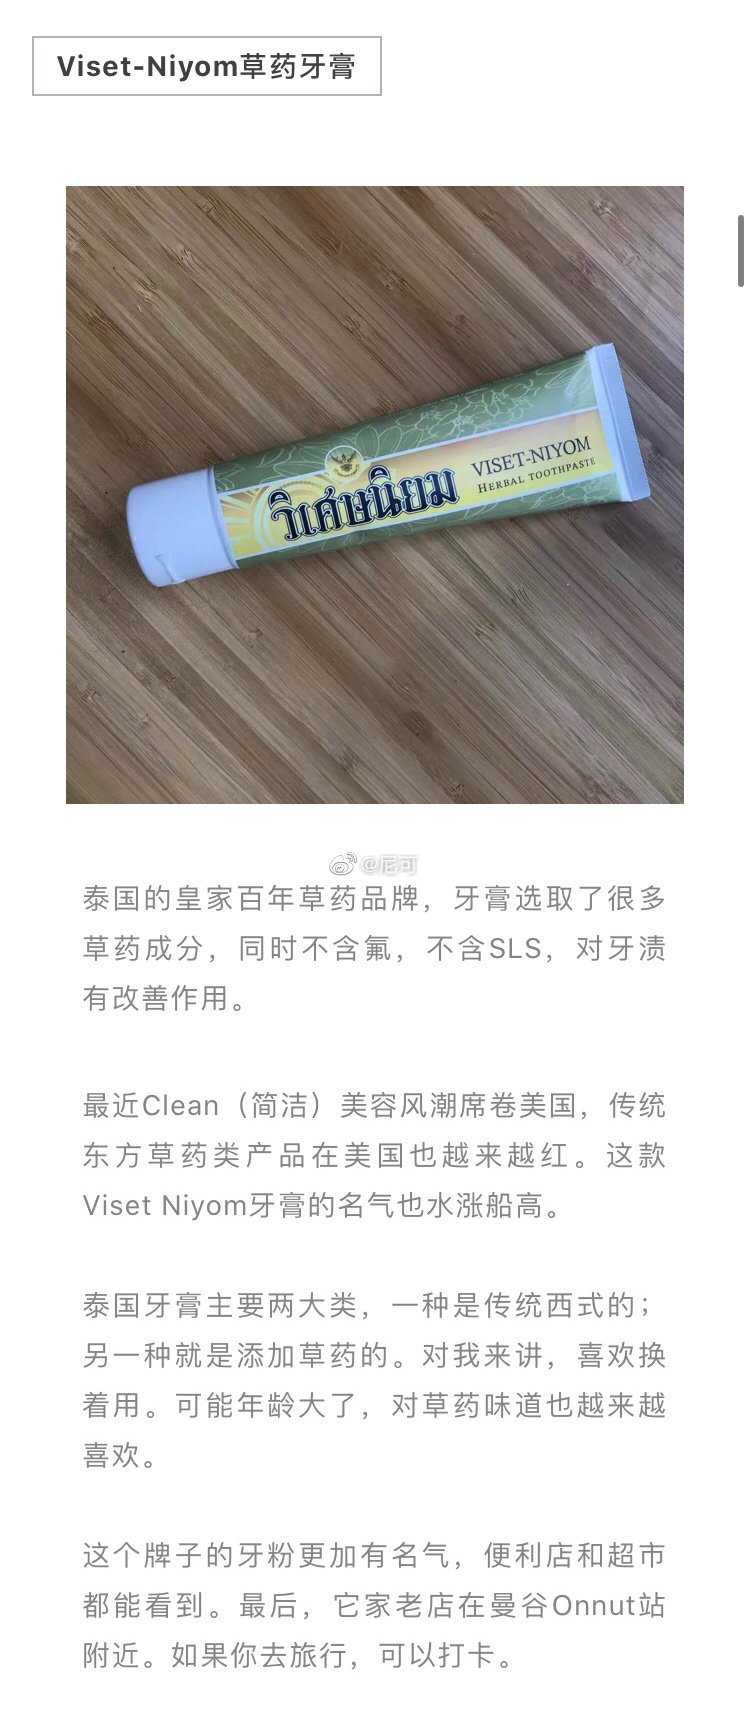 Viset-Niyom草药牙膏
วิเศษนิยม
VISET-NIYOM
HERBAL TOOTHPASTE
@尼可
泰国的皇家百年草药品牌，牙膏选取了很多
草药成分，同时不含氟，不含SLS，对牙渍
有改善作用。
最近Clean（简洁）美容风潮席卷美国，传统
东方草药类产品在美国也越来越红。这款
Viset Niyom牙膏的名气也水涨船高。
泰国牙膏主要两大类，一种是传统西式的；
另一种就是添加草药的。对我来讲，喜欢换
着用。可能年龄大了，对草药味道也越来越
喜欢。
这个牌子的牙粉更加有名气，便利店和超市
都能看到。最后，它家老店在曼谷Onnut站
附近。如果你去旅行，可以打卡。